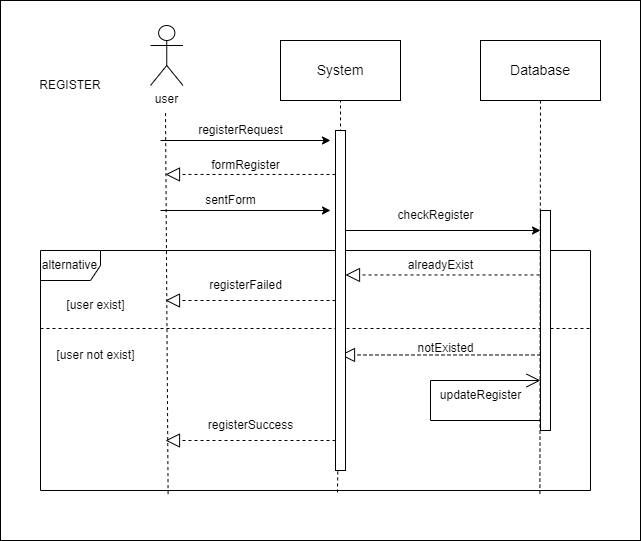 System
Database
REGISTER
user
registerRequest
formRegister
sentForm
checkRegister
alternative
alreadyExist
registerFailed
[user exist]
notExisted
[user not exist]
updateRegister
registerSuccess